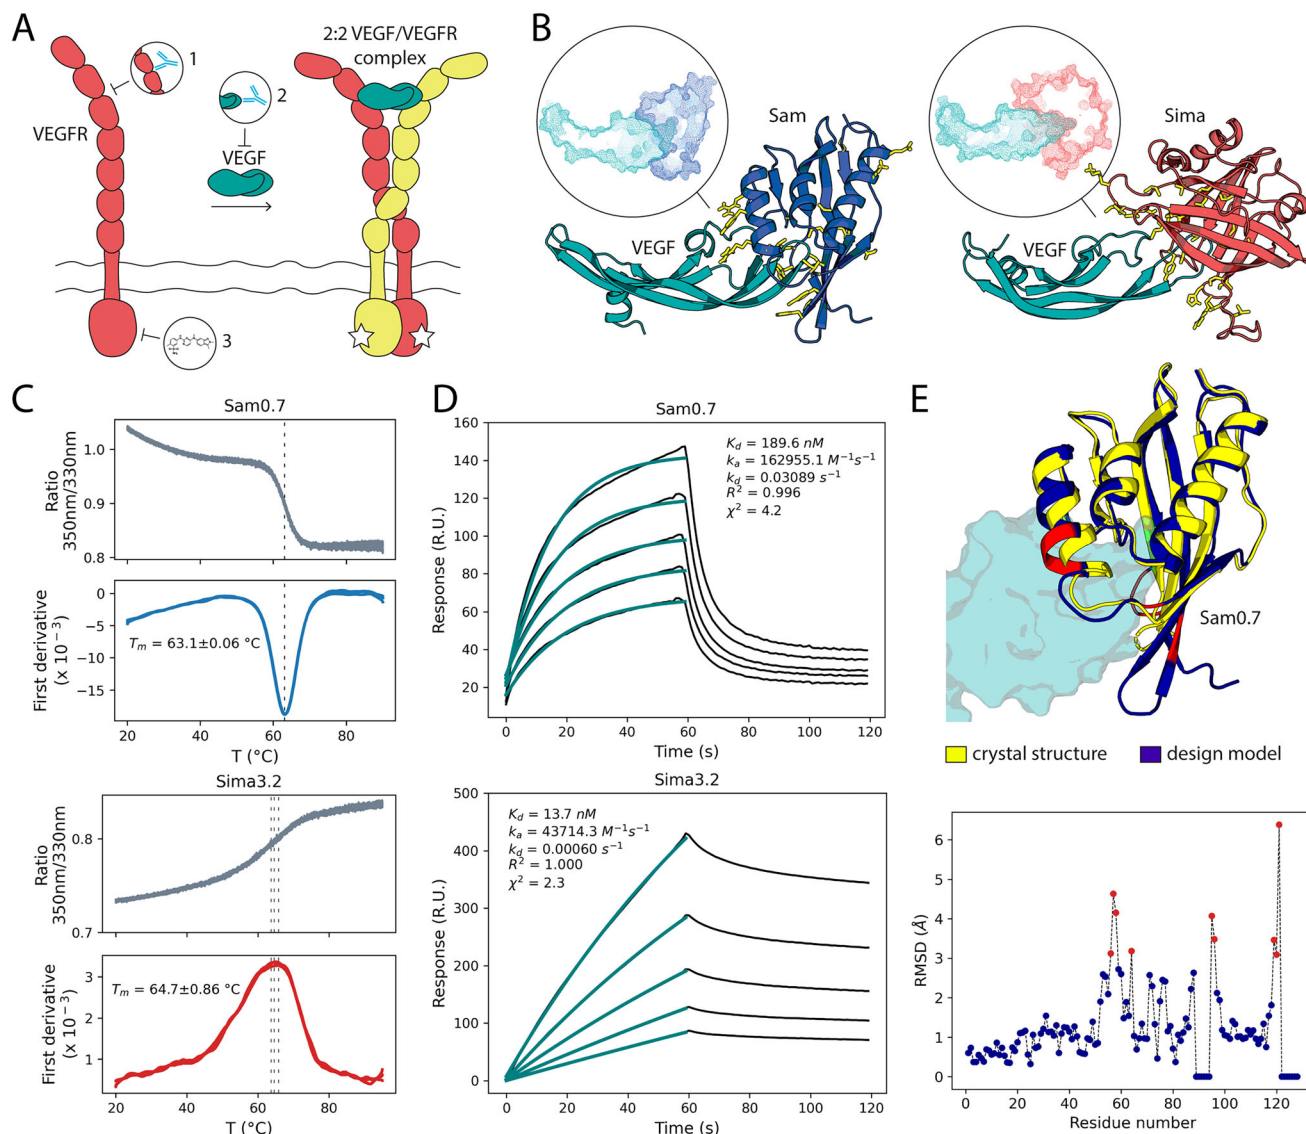 A
VEGFR
1
2
VEGF
3
2:2 VEGF/VEGFR
complex
B
Sam
VEGF
Sima
VEGF
C
Sam0.7
Ratio
350nm/330nm
1.0
0.9
0.8
First derivative
(x 10⁻³)
0
−5
−10
−15
Tm = 63.1±0.06 °C
20
40
60
80
T (°C)
Sima3.2
Ratio
350nm/330nm
0.8
0.7
First derivative
(x 10⁻³)
3
2
1
Tm = 64.7±0.86 °C
20
40
60
80
T (°C)
D
Sam0.7
Response (R.U.)
160
140
120
100
80
60
40
20
Kd = 189.6 nM
ka = 162955.1 M⁻¹s⁻¹
kd = 0.03089 s⁻¹
R² = 0.996
χ² = 4.2
0
20
40
60
80
100
120
Time (s)
Sima3.2
Response (R.U.)
500
400
300
200
100
0
Kd = 13.7 nM
ka = 43714.3 M⁻¹s⁻¹
kd = 0.00060 s⁻¹
R² = 1.000
χ² = 2.3
0
20
40
60
80
100
120
Time (s)
E
Sam0.7
crystal structure
design model
RMSD (Å)
6
5
4
3
2
1
0
0
20
40
60
80
100
120
Residue number